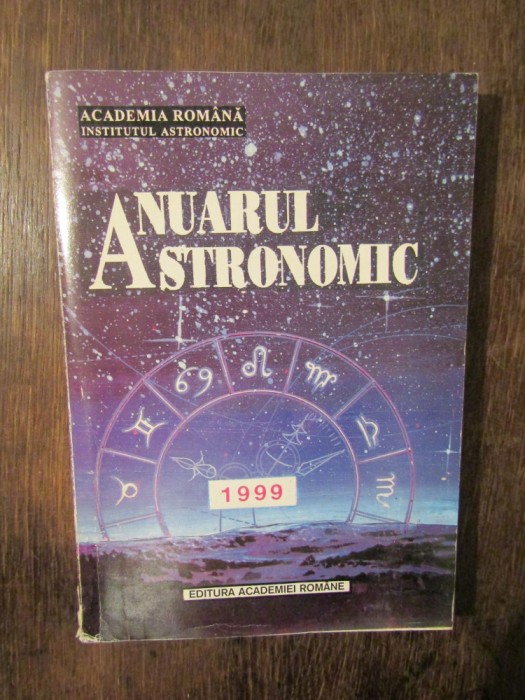 ACADEMIA ROMÂNĂ
INSTITUTUL ASTRONOMIC
ANUARUL
ASTRONOMIC
1999
EDITURA ACADEMIEI ROMÂNE